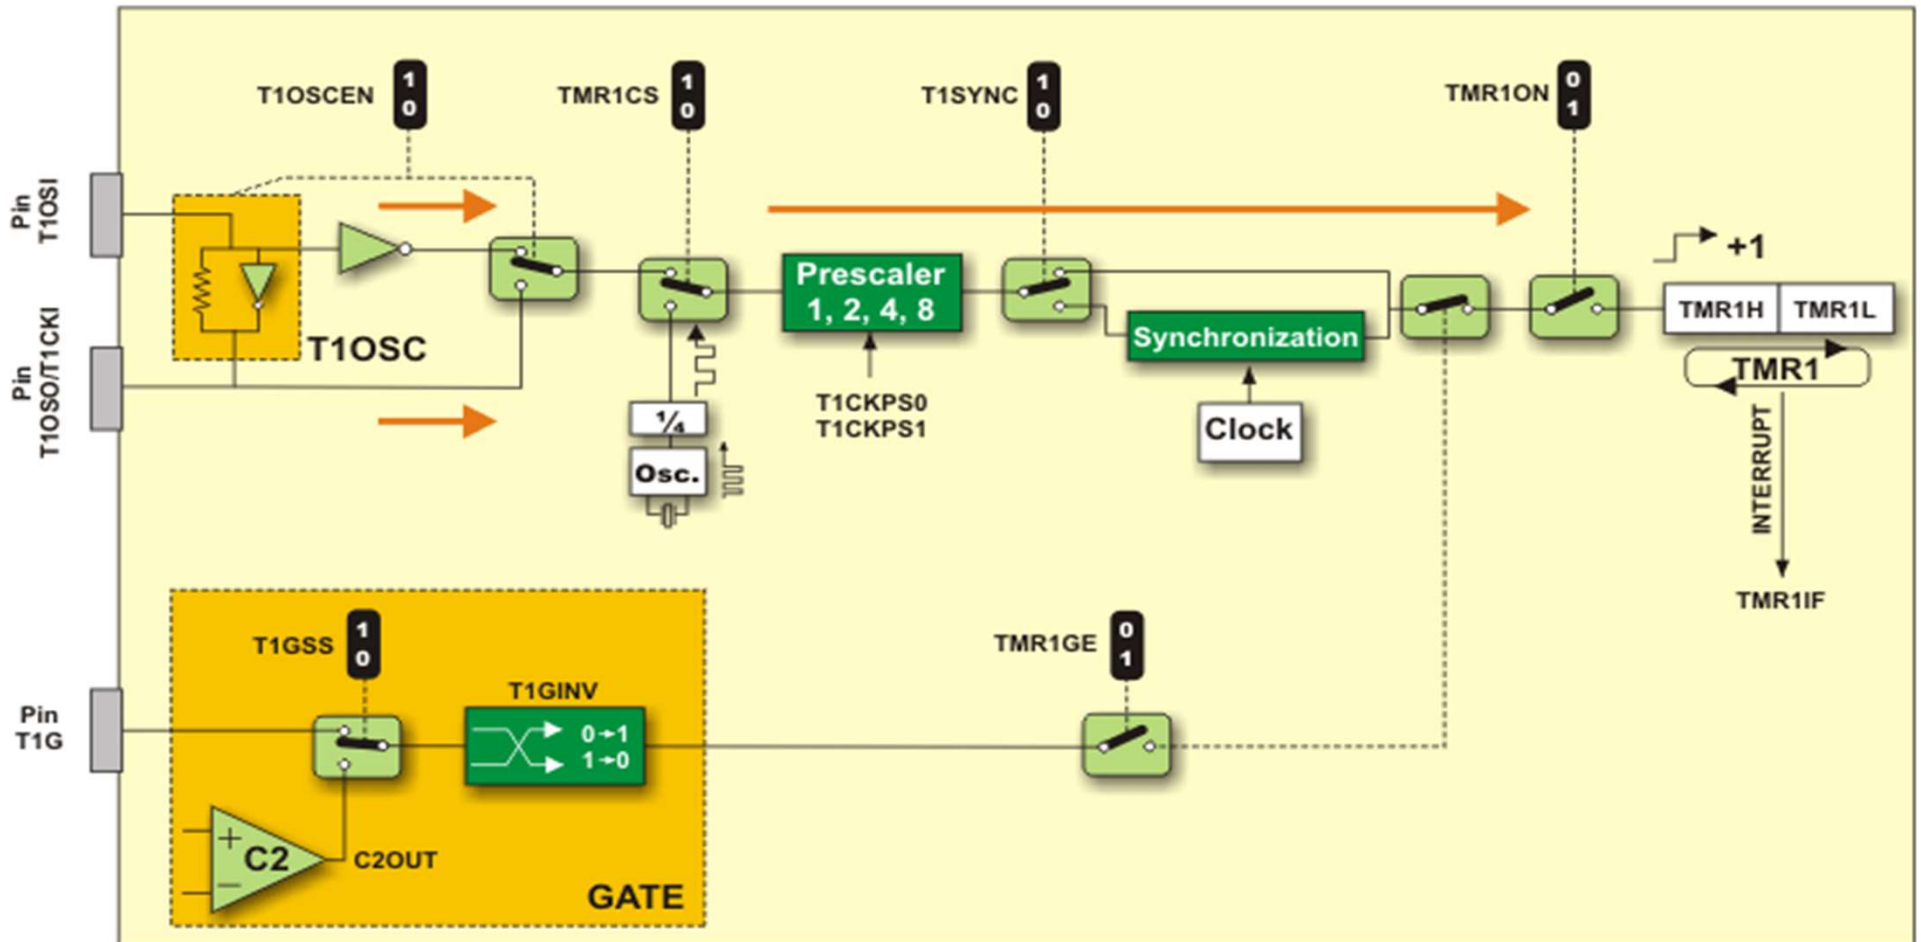 T1OSCEN
1
0
TMR1CS
1
0
T1SYNC
1
0
TMR1ON
0
1
Pin
T1OSI
T1OSC
Pin
T1OSO/T1CKI
Prescaler
1, 2, 4, 8
T1CKPS0
T1CKPS1
¼
Osc.
Synchronization
Clock
+1
TMR1H
TMR1L
TMR1
INTERRUPT
TMR1IF
T1GSS
1
0
T1GINV
0→1
1→0
TMR1GE
0
1
Pin
T1G
+
C2
−
C2OUT
GATE